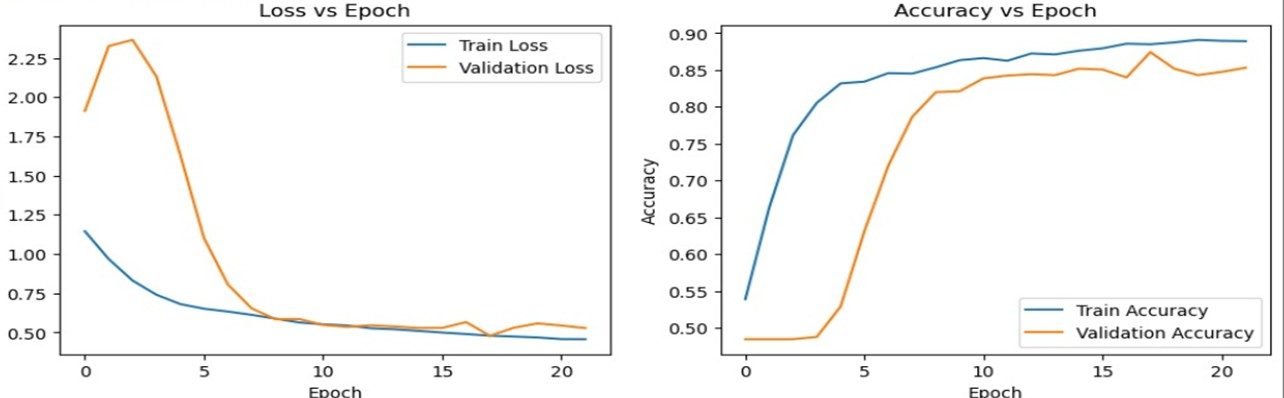 Loss vs Epoch
Train Loss
Validation Loss
2.25
2.00
1.75
1.50
1.25
1.00
0.75
0.50
0 5 10 15 20
Epoch
Accuracy vs Epoch
Accuracy
0.90
0.85
0.80
0.75
0.70
0.65
0.60
0.55
0.50
Train Accuracy
Validation Accuracy
0 5 10 15 20
Epoch